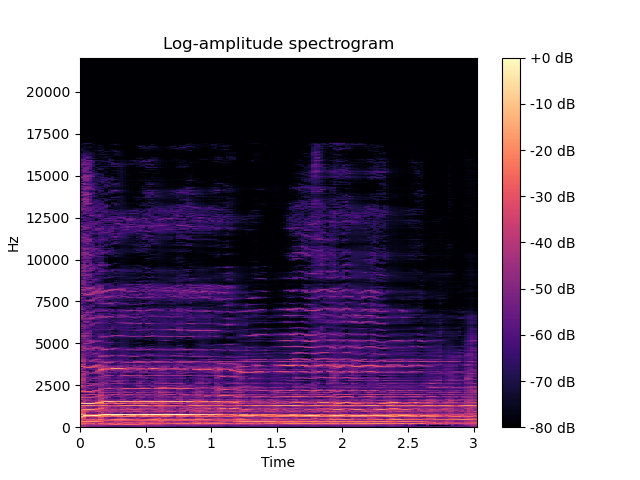 Log-amplitude spectrogram
Hz
20000
17500
15000
12500
10000
7500
5000
2500
0
0 0.5 1 1.5 2 2.5 3
Time
+0 dB
-10 dB
-20 dB
-30 dB
-40 dB
-50 dB
-60 dB
-70 dB
-80 dB